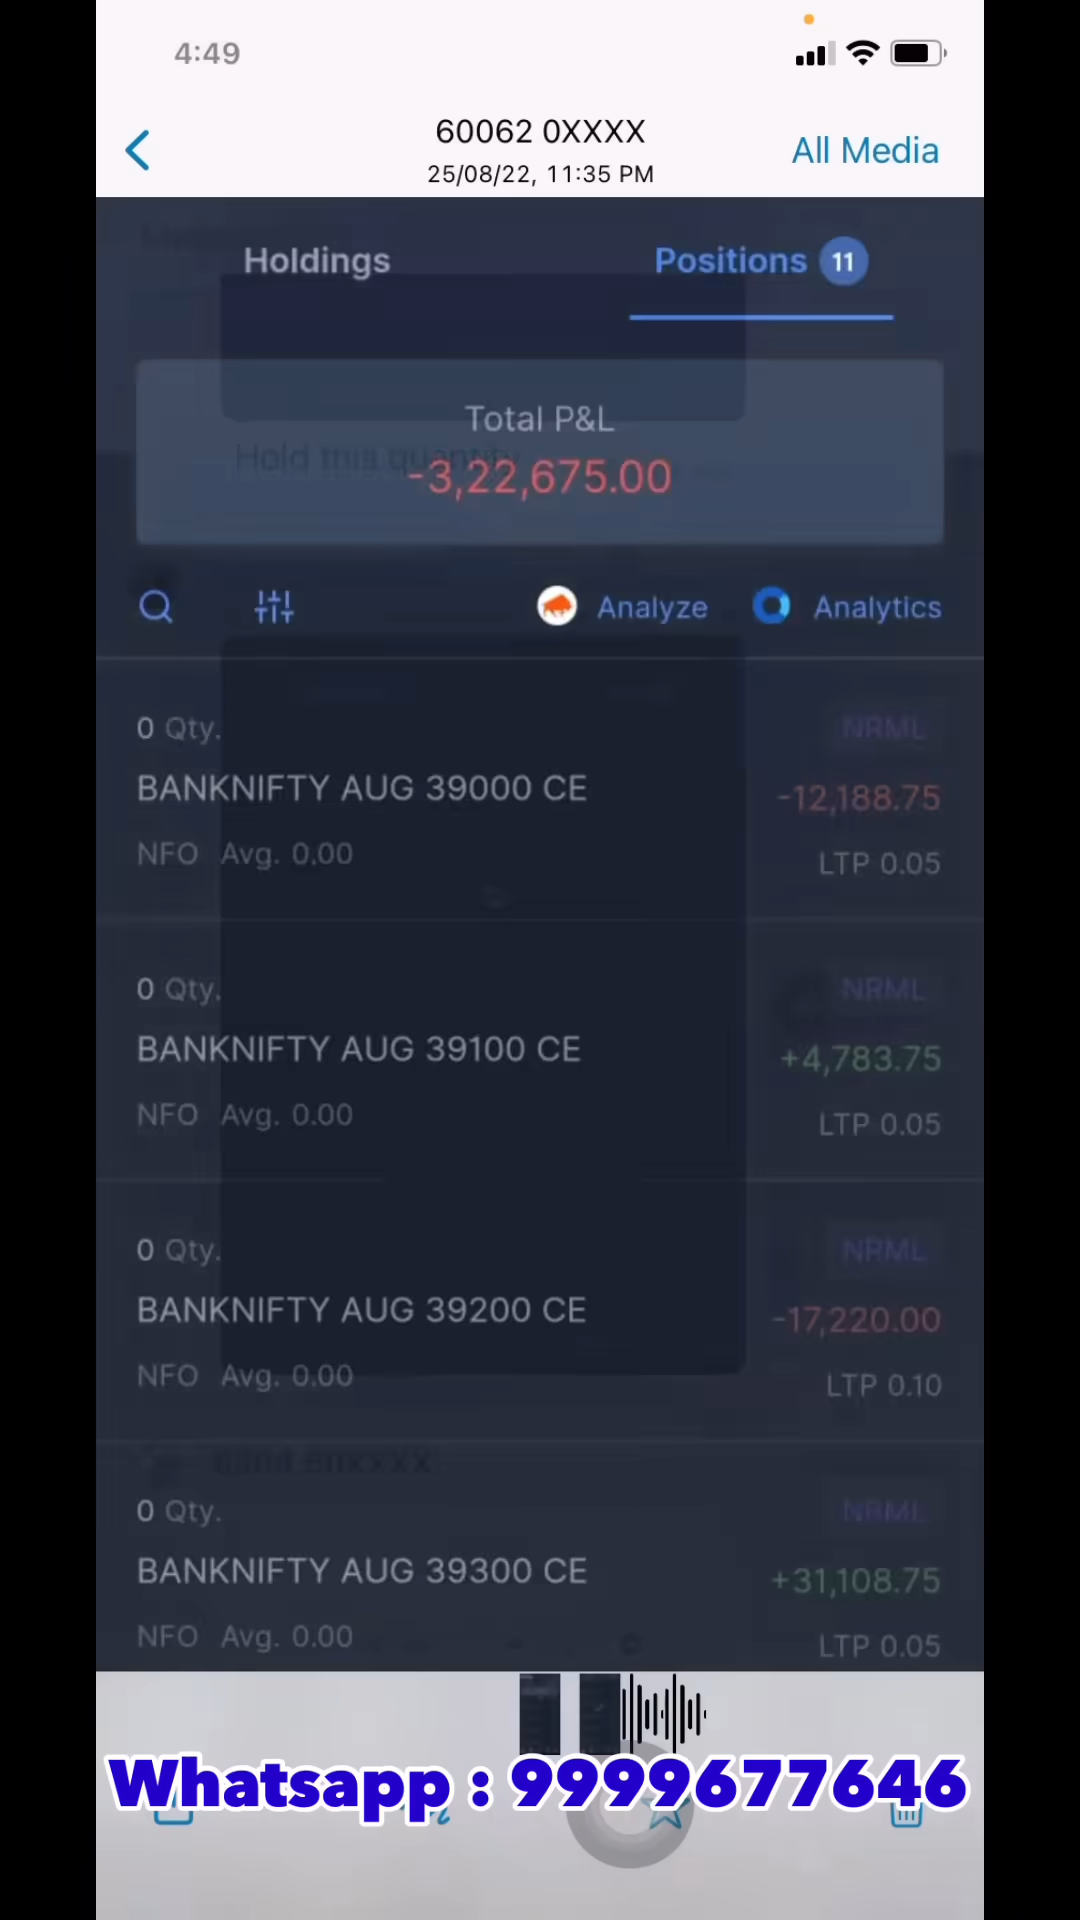 4:49
60062 0XXXX
25/08/22, 11:35 PM
All Media
Holdings
Positions 11
Total P&L
Hold this quantity
-3,22,675.00
Analyze
Analytics
0 Qty.
NRML
BANKNIFTY AUG 39000 CE
-12,188.75
NFO Avg. 0.00
LTP 0.05
0 Qty.
NRML
BANKNIFTY AUG 39100 CE
+4,783.75
NFO Avg. 0.00
LTP 0.05
0 Qty.
NRML
BANKNIFTY AUG 39200 CE
-17,220.00
NFO Avg. 0.00
LTP 0.10
0 Qty.
NRML
BANKNIFTY AUG 39300 CE
+31,108.75
NFO Avg. 0.00
LTP 0.05
Whatsapp : 9999677646